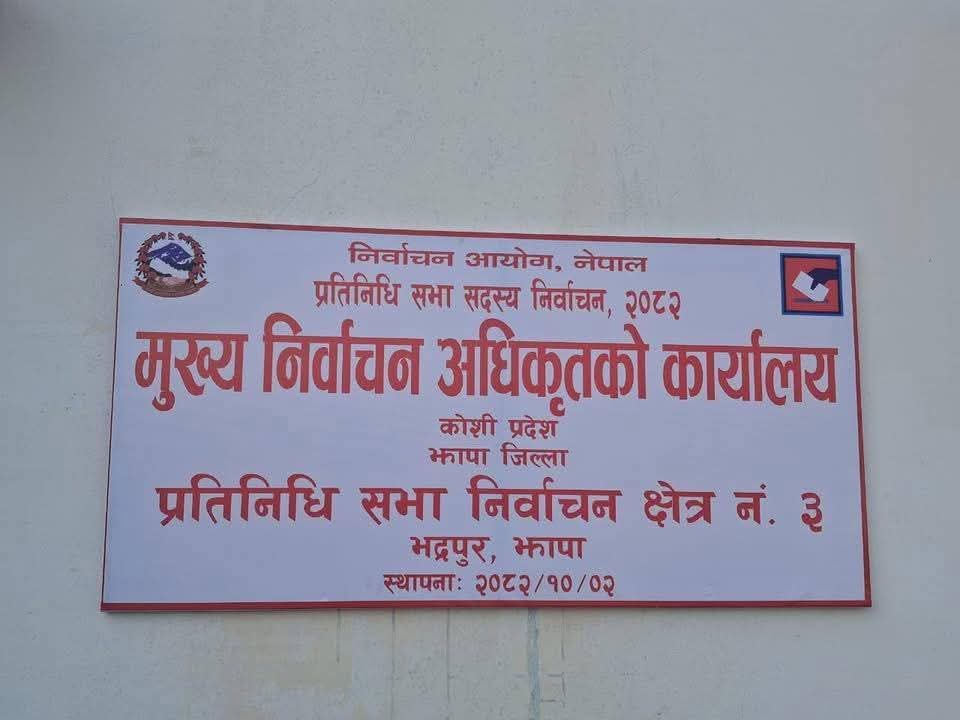 निर्वाचन आयोग, नेपाल
प्रतिनिधि सभा सदस्य निर्वाचन, २०८२
मुख्य निर्वाचन अधिकृतको कार्यालय
कोशी प्रदेश
झापा जिल्ला
प्रतिनिधि सभा निर्वाचन क्षेत्र नं. ३
भद्रपुर, झापा
स्थापनाः २०८२/१०/०२